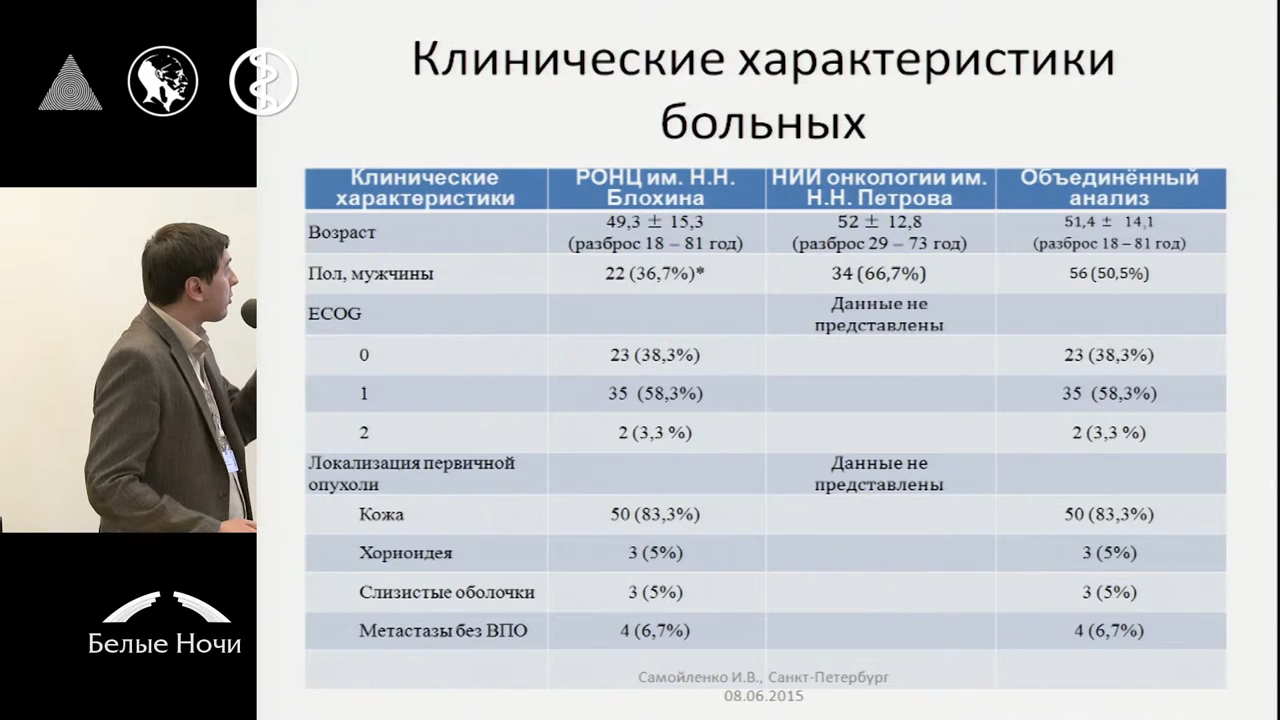 Клинические характеристики
больных
Клинические
характеристики
РОНЦ им. Н.Н.
Блохина
НИИ онкологии им.
Н.Н. Петрова
Объединённый
анализ
Возраст
49,3 ± 15,3
(разброс 18 – 81 год)
52 ± 12,8
(разброс 29 – 73 год)
51,4 ± 14,1
(разброс 18 – 81 год)
Пол, мужчины
22 (36,7%)*
34 (66,7%)
56 (50,5%)
ECOG
Данные не
представлены
0
23 (38,3%)
23 (38,3%)
1
35 (58,3%)
35 (58,3%)
2
2 (3,3 %)
2 (3,3 %)
Локализация первичной
опухоли
Данные не
представлены
Кожа
50 (83,3%)
50 (83,3%)
Хориоидея
3 (5%)
3 (5%)
Слизистые оболочки
3 (5%)
3 (5%)
Метастазы без ВПО
4 (6,7%)
4 (6,7%)
Самойленко И.В., Санкт-Петербург
08.06.2015
Белые Ночи